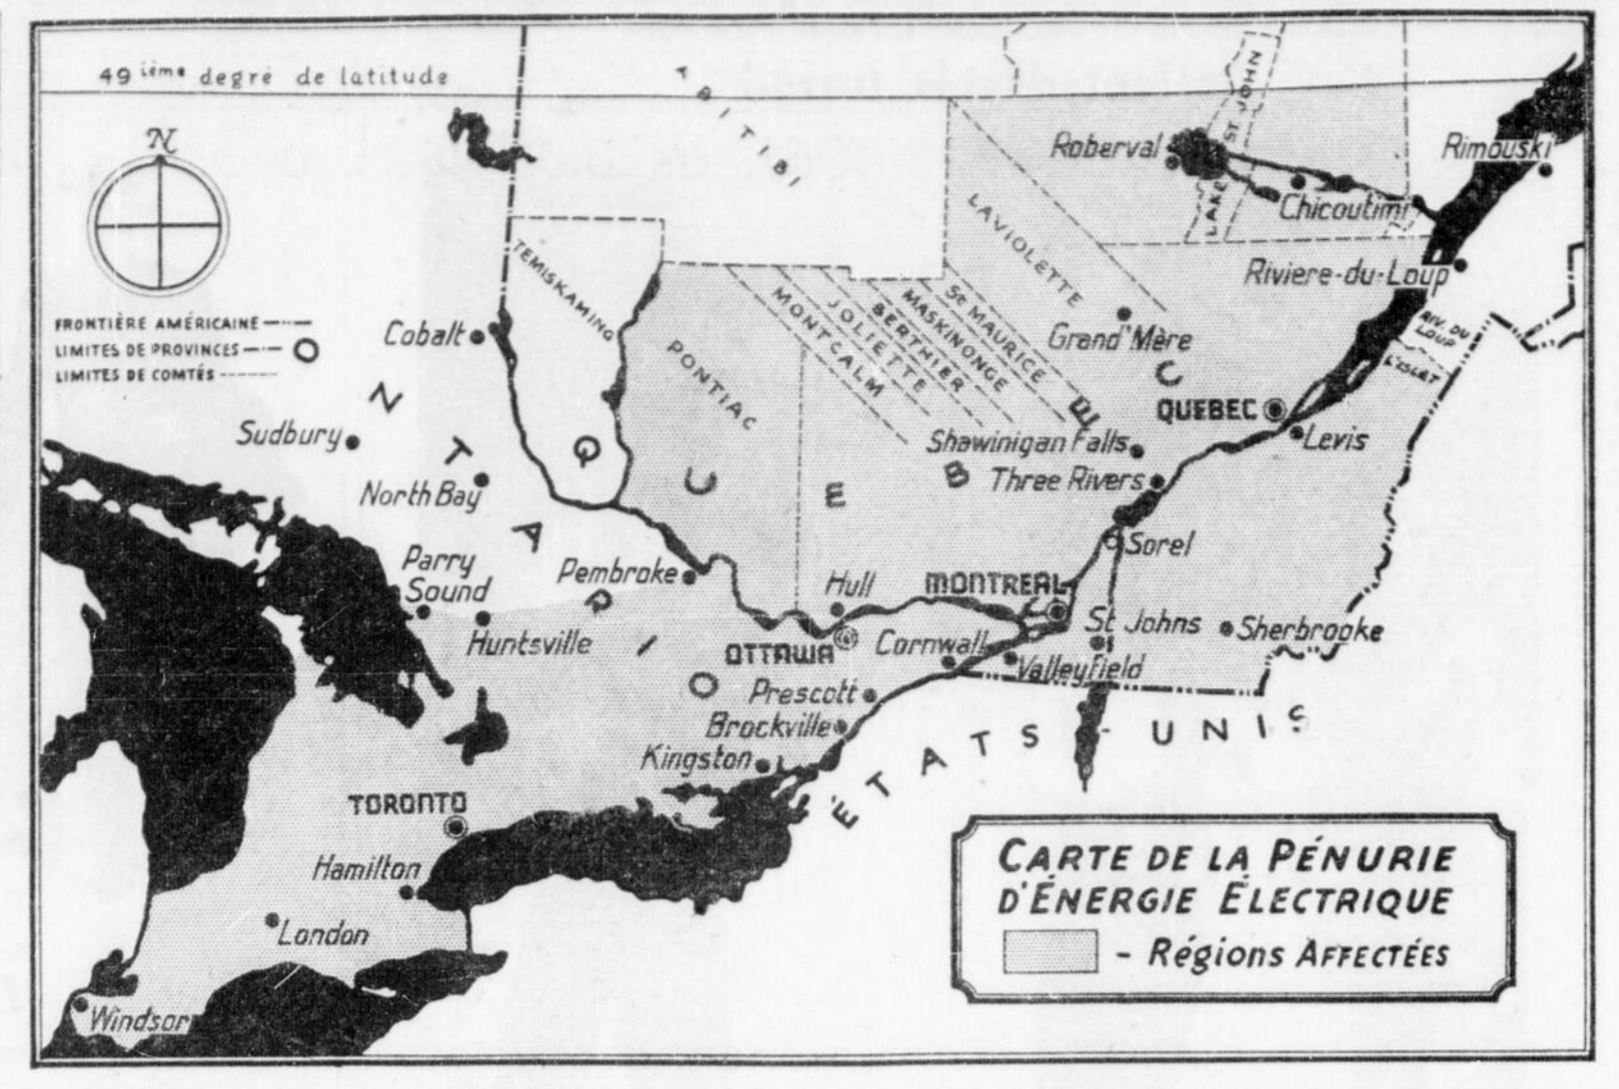 49 ième degré de latitude
ABITIBI
LAKE ST JOHN
Roberval
Rimouski
N
Chicoutimi
LAVIOLETTE
TEMISKAMING
Riviere-du-Loup
FRONTIÈRE AMÉRICAINE
LIMITES DE PROVINCES
LIMITES DE COMTÉS
Cobalt
PONTIAC
MONTCALM
JOLIETTE
BERTHIER
MASKINONGE
St MAURICE
Grand'Mère
RIV. DU
LOUP
L'ISLET
ONTARIO
QUEBEC
QUEBEC
Sudbury
Shawinigan Falls
Levis
North Bay
Three Rivers
Sorel
Parry
Sound
Pembroke
Hull
MONTREAL
Huntsville
OTTAWA
Cornwall
St Johns
Sherbrooke
Valleyfield
Prescott
Brockville
Kingston
ÉTATS-UNIS
TORONTO
Hamilton
London
Windsor
CARTE DE LA PÉNURIE
D'ÉNERGIE ÉLECTRIQUE
- Régions AFFECTÉES